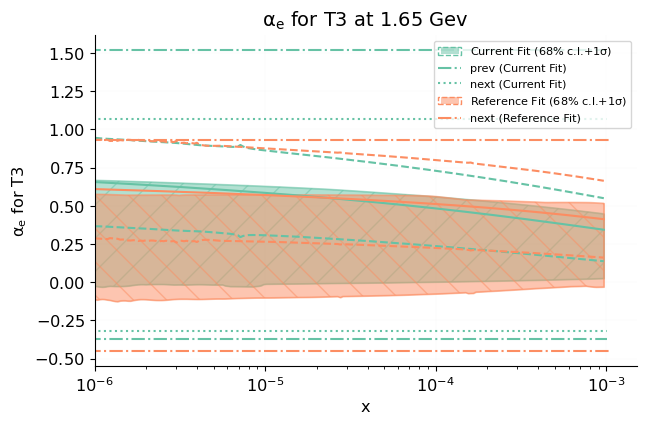 αe for T3 at 1.65 Gev
Current Fit (68% c.l.+1σ)
prev (Current Fit)
next (Current Fit)
Reference Fit (68% c.l.+1σ)
next (Reference Fit)
αe for T3
1.50
1.25
1.00
0.75
0.50
0.25
0.00
−0.25
−0.50
10⁻⁶
10⁻⁵
10⁻⁴
10⁻³
x